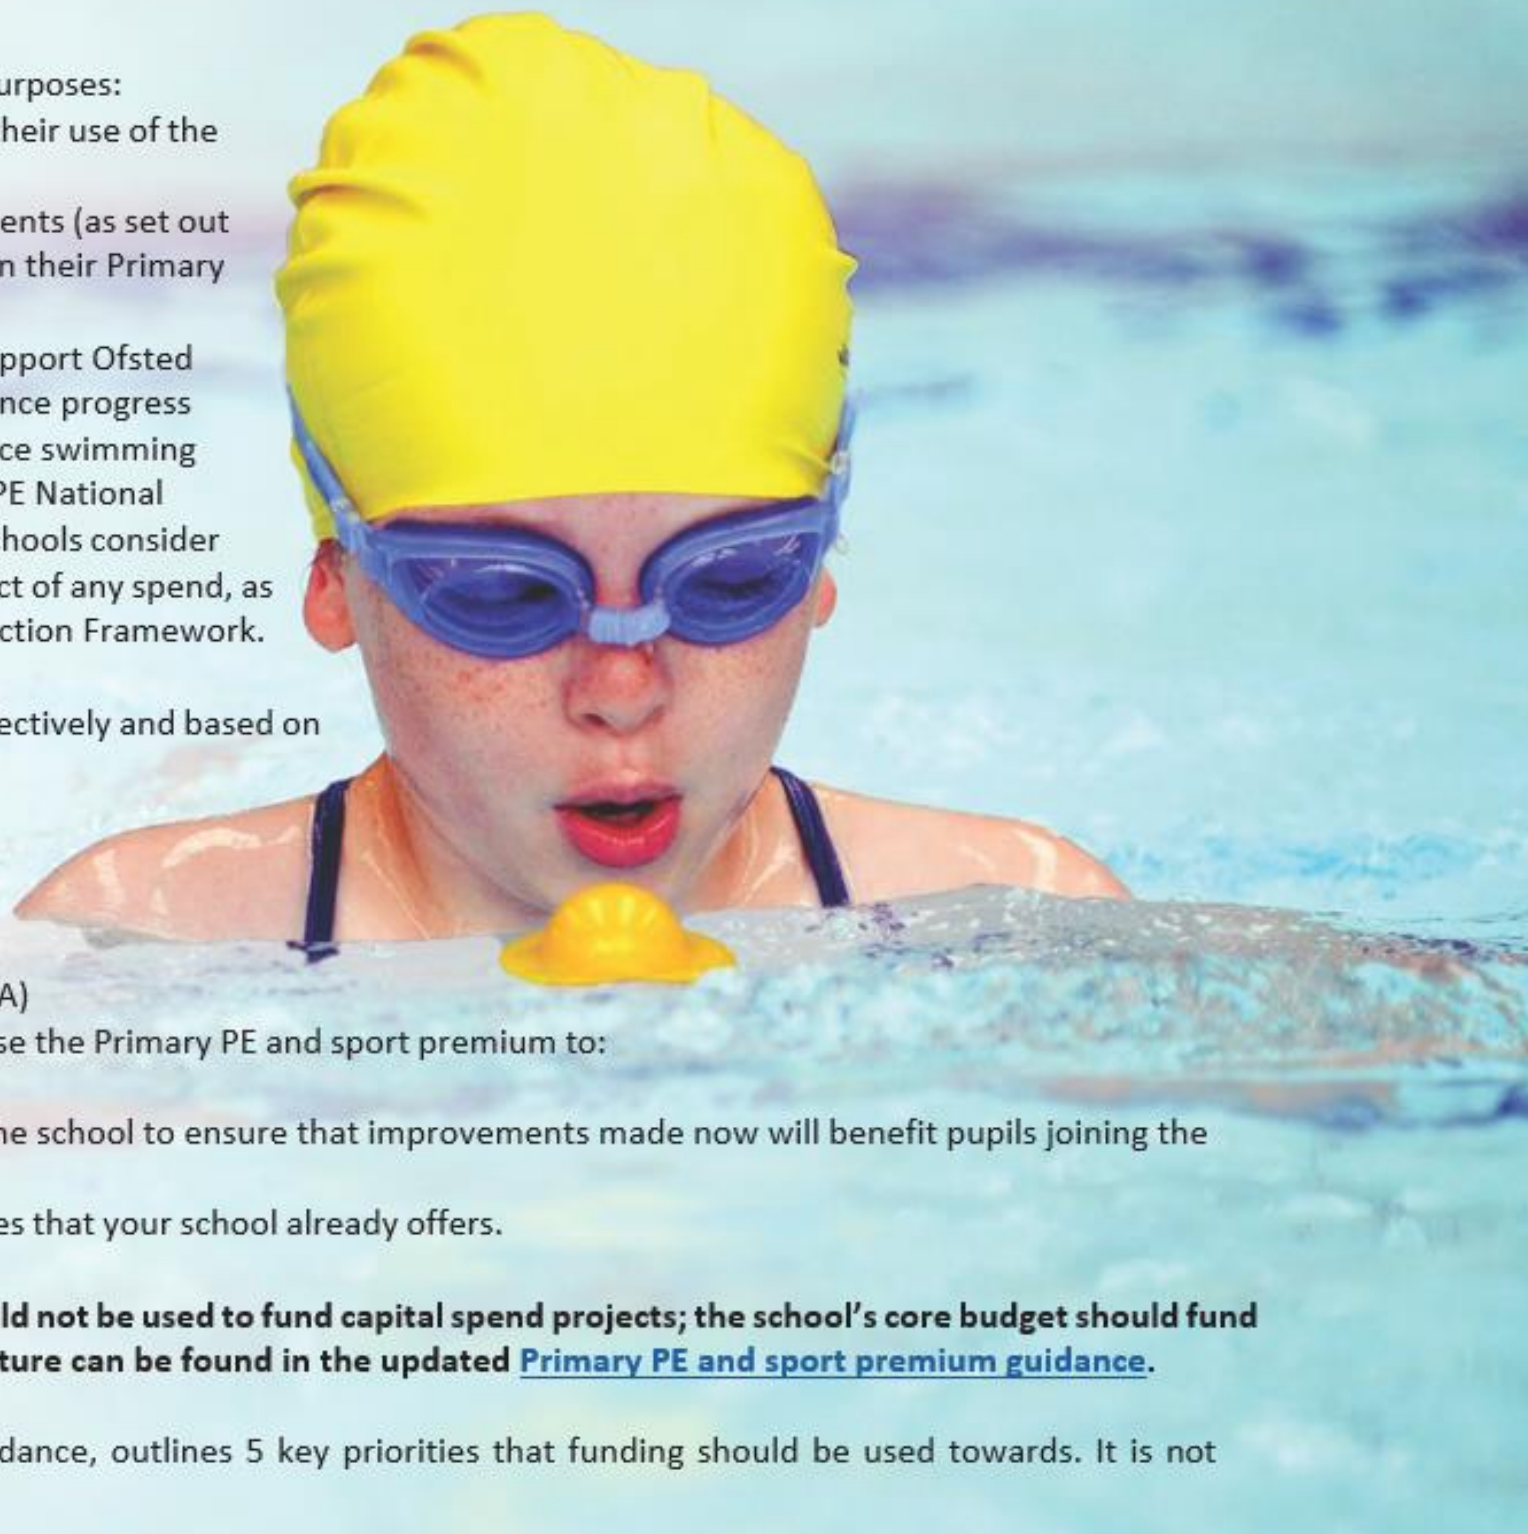 urposes:
heir use of the
ents (as set out
n their Primary
pport Ofsted
nce progress
ce swimming
PE National
hools consider
ct of any spend, as
ction Framework.
ectively and based on
A)
se the Primary PE and sport premium to:
he school to ensure that improvements made now will benefit pupils joining the
es that your school already offers.
ld not be used to fund capital spend projects; the school’s core budget should fund
ture can be found in the updated Primary PE and sport premium guidance.
dance, outlines 5 key priorities that funding should be used towards. It is not